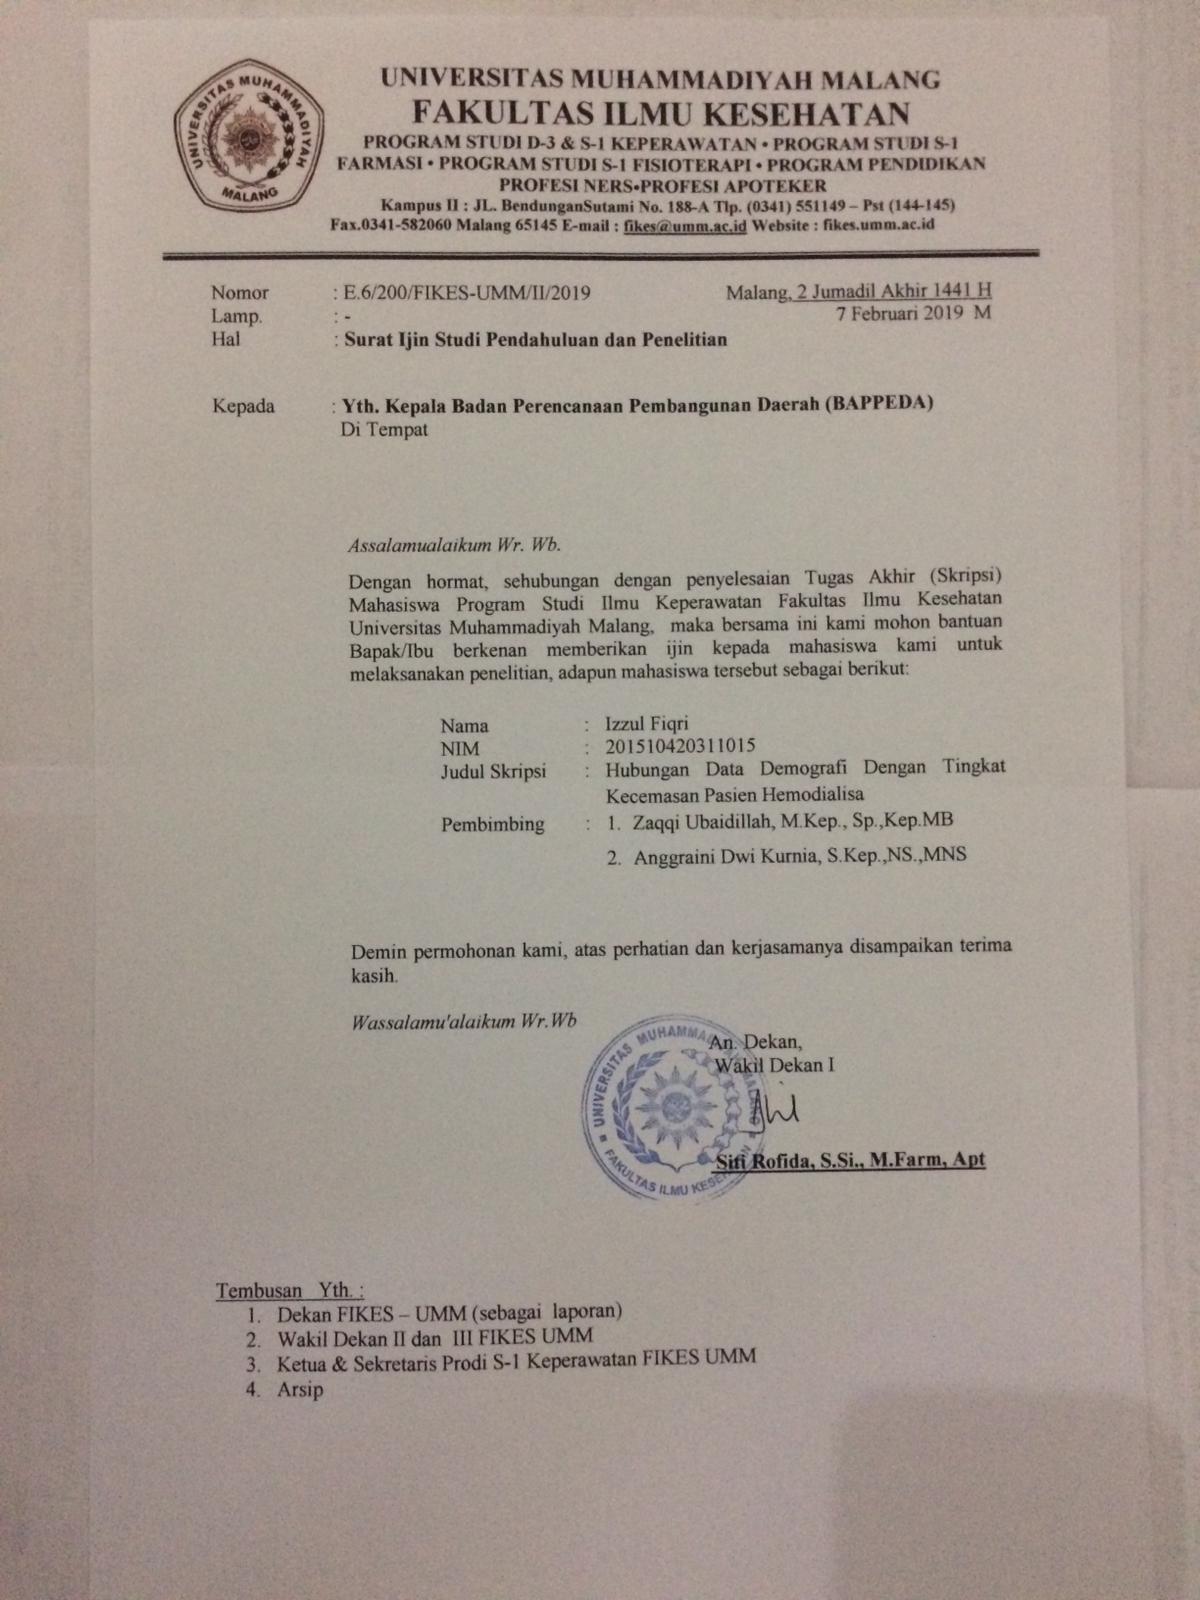 UNIVERSITAS MUHAMMADIYAH
MALANG
UNIVERSITAS MUHAMMADIYAH MALANG
FAKULTAS ILMU KESEHATAN
PROGRAM STUDI D-3 & S-1 KEPERAWATAN • PROGRAM STUDI S-1
FARMASI • PROGRAM STUDI S-1 FISIOTERAPI • PROGRAM PENDIDIKAN
PROFESI NERS•PROFESI APOTEKER
Kampus II : JL. BendunganSutami No. 188-A Tlp. (0341) 551149 – Pst (144-145)
Fax.0341-582060 Malang 65145 E-mail : fikes@umm.ac.id Website : fikes.umm.ac.id
Nomor : E.6/200/FIKES-UMM/II/2019 Malang, 2 Jumadil Akhir 1441 H
Lamp. : - 7 Februari 2019 M
Hal : Surat Ijin Studi Pendahuluan dan Penelitian
Kepada : Yth. Kepala Badan Perencanaan Pembangunan Daerah (BAPPEDA)
Di Tempat
Assalamualaikum Wr. Wb.
Dengan hormat, sehubungan dengan penyelesaian Tugas Akhir (Skripsi)
Mahasiswa Program Studi Ilmu Keperawatan Fakultas Ilmu Kesehatan
Universitas Muhammadiyah Malang, maka bersama ini kami mohon bantuan
Bapak/Ibu berkenan memberikan ijin kepada mahasiswa kami untuk
melaksanakan penelitian, adapun mahasiswa tersebut sebagai berikut:
Nama : Izzul Fiqri
NIM : 201510420311015
Judul Skripsi : Hubungan Data Demografi Dengan Tingkat
Kecemasan Pasien Hemodialisa
Pembimbing : 1. Zaqqi Ubaidillah, M.Kep., Sp.,Kep.MB
2. Anggraini Dwi Kurnia, S.Kep.,NS.,MNS
Demin permohonan kami, atas perhatian dan kerjasamanya disampaikan terima
kasih.
Wassalamu'alaikum Wr.Wb
An. Dekan,
Wakil Dekan I
UNIVERSITAS MUHAMMADIYAH MALANG
FAKULTAS ILMU KESEHATAN
Siti Rofida, S.Si., M.Farm, Apt
Tembusan Yth. :
1. Dekan FIKES – UMM (sebagai laporan)
2. Wakil Dekan II dan III FIKES UMM
3. Ketua & Sekretaris Prodi S-1 Keperawatan FIKES UMM
4. Arsip